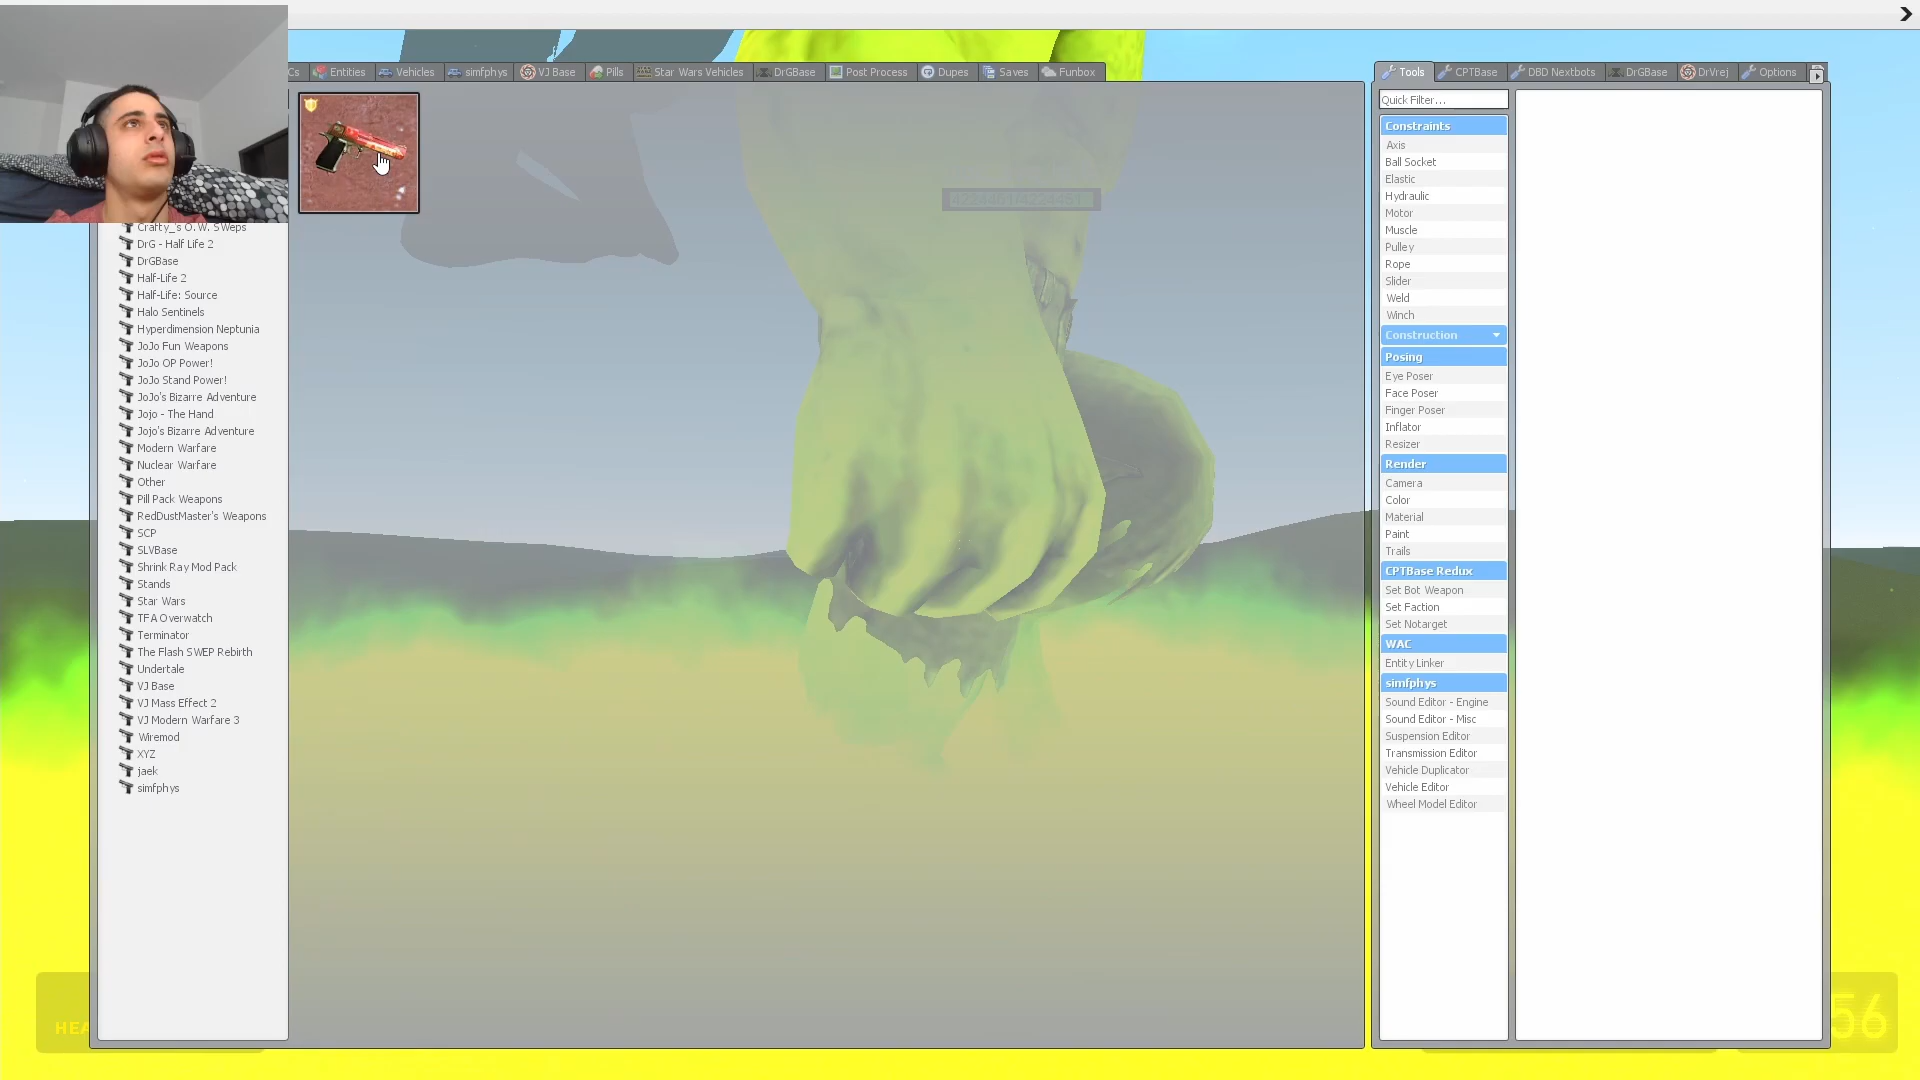 Cs Entities Vehicles simfphys VJ Base Pills Star Wars Vehicles DrGBase Post Process Dupes Saves Funbox
Tools CPTBase DBD Nextbots DrGBase DrVrej Options
4224461/4224461
Crafty_'s O. W. SWeps
DrG - Half Life 2
DrGBase
Half-Life 2
Half-Life: Source
Halo Sentinels
Hyperdimension Neptunia
JoJo Fun Weapons
JoJo OP Power!
JoJo Stand Power!
JoJo's Bizarre Adventure
Jojo - The Hand
Jojo's Bizarre Adventure
Modern Warfare
Nuclear Warfare
Other
Pill Pack Weapons
RedDustMaster's Weapons
SCP
SLVBase
Shrink Ray Mod Pack
Stands
Star Wars
TFA Overwatch
Terminator
The Flash SWEP Rebirth
Undertale
VJ Base
VJ Mass Effect 2
VJ Modern Warfare 3
Wiremod
XYZ
jaek
simfphys
Quick Filter...
Constraints
Axis
Ball Socket
Elastic
Hydraulic
Motor
Muscle
Pulley
Rope
Slider
Weld
Winch
Construction
Posing
Eye Poser
Face Poser
Finger Poser
Inflator
Resizer
Render
Camera
Color
Material
Paint
Trails
CPTBase Redux
Set Bot Weapon
Set Faction
Set Notarget
WAC
Entity Linker
simfphys
Sound Editor - Engine
Sound Editor - Misc
Suspension Editor
Transmission Editor
Vehicle Duplicator
Vehicle Editor
Wheel Model Editor
HEA
56